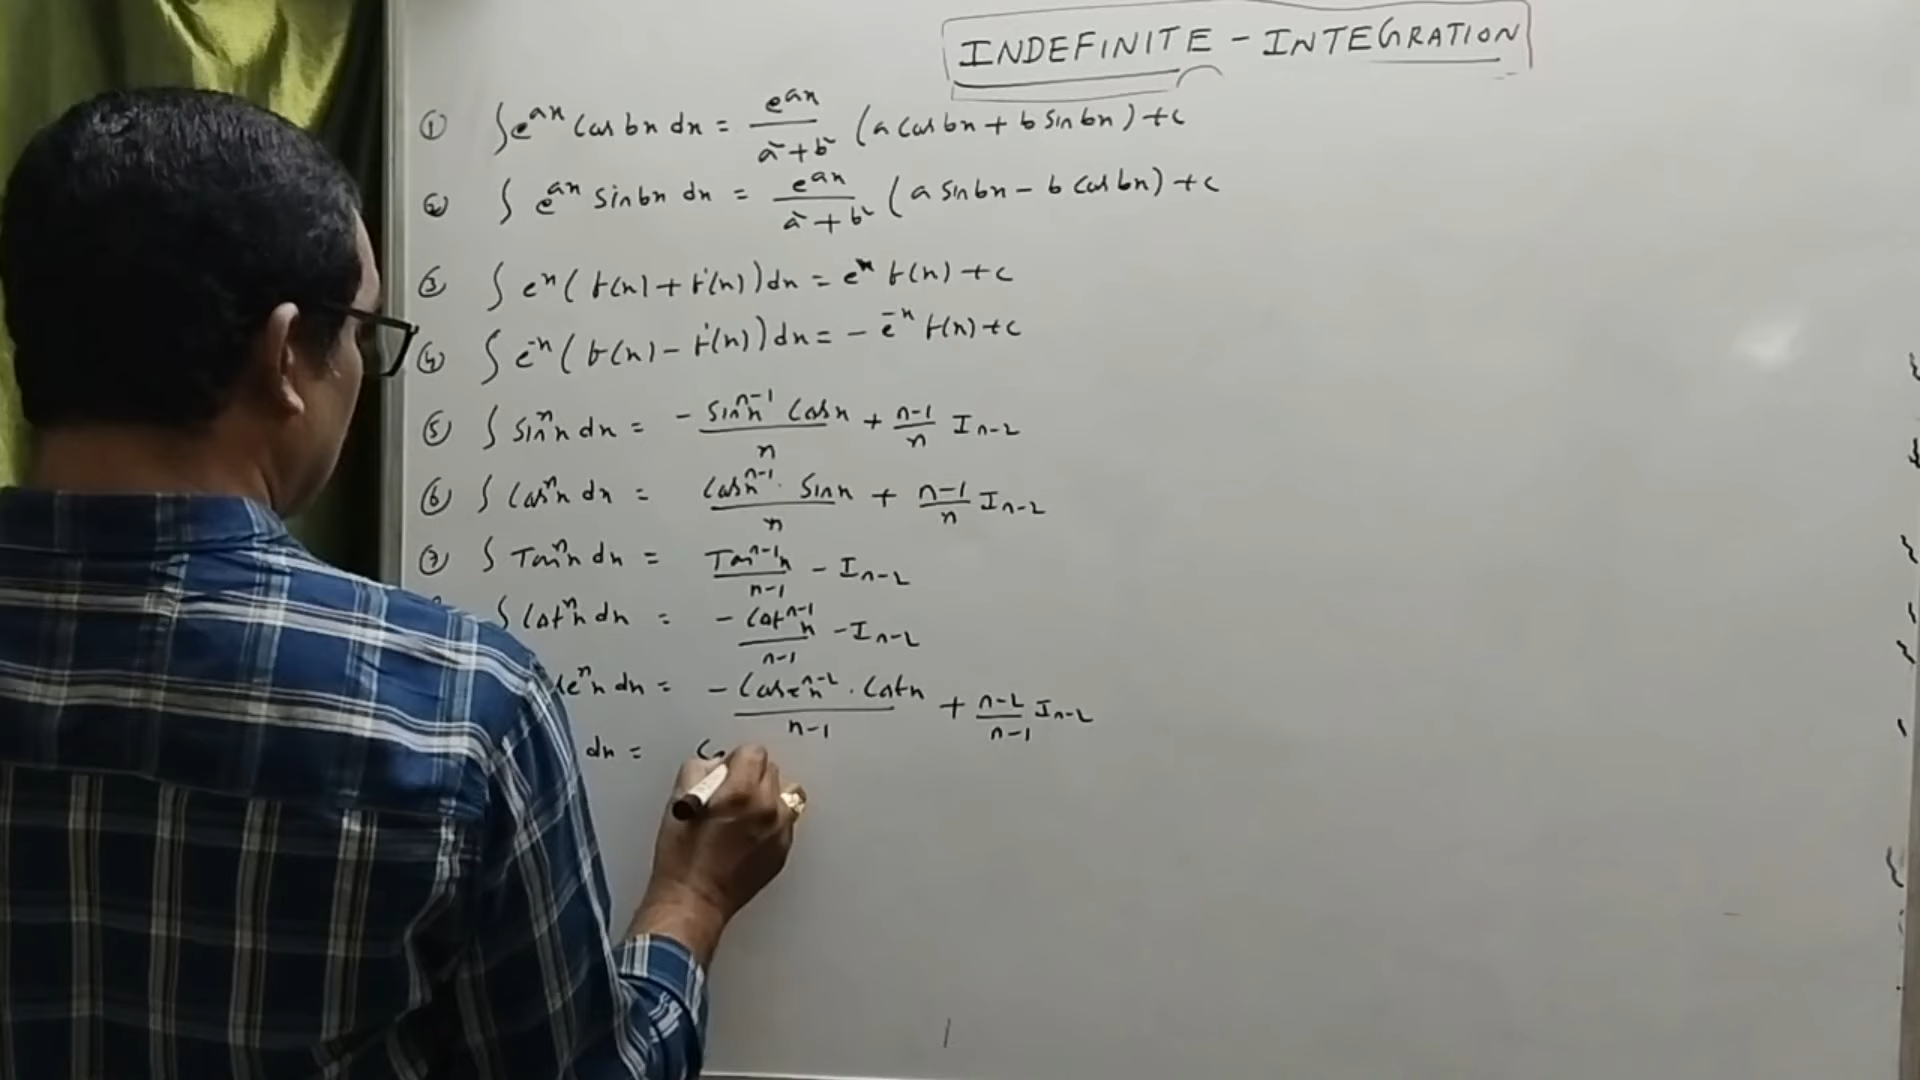 INDEFINITE - INTEGRATION
① ∫e^{ax} cos bx dx = e^{ax}/(a²+b²) (a cos bx + b sin bx) + c
② ∫ e^{ax} sin bx dx = e^{ax}/(a²+b²) (a sin bx - b cos bx) + c
③ ∫ e^x (f(x) + f'(x)) dx = e^x f(x) + c
④ ∫ e^{-x} (f(x) - f'(x)) dx = - e^{-x} f(x) + c
⑤ ∫ sin^n x dx = - sin^{n-1} x cos x / n + (n-1)/n I_{n-2}
⑥ ∫ cos^n x dx = cos^{n-1} x · sin x / n + (n-1)/n I_{n-2}
⑦ ∫ Tan^n x dx = Tan^{n-1} x / (n-1) - I_{n-2}
∫ cot^n x dx = - cot^{n-1} x / (n-1) - I_{n-2}
^n x dx = - cosec^{n-2} x · cot x / (n-1) + (n-2)/(n-1) I_{n-2}
dx =